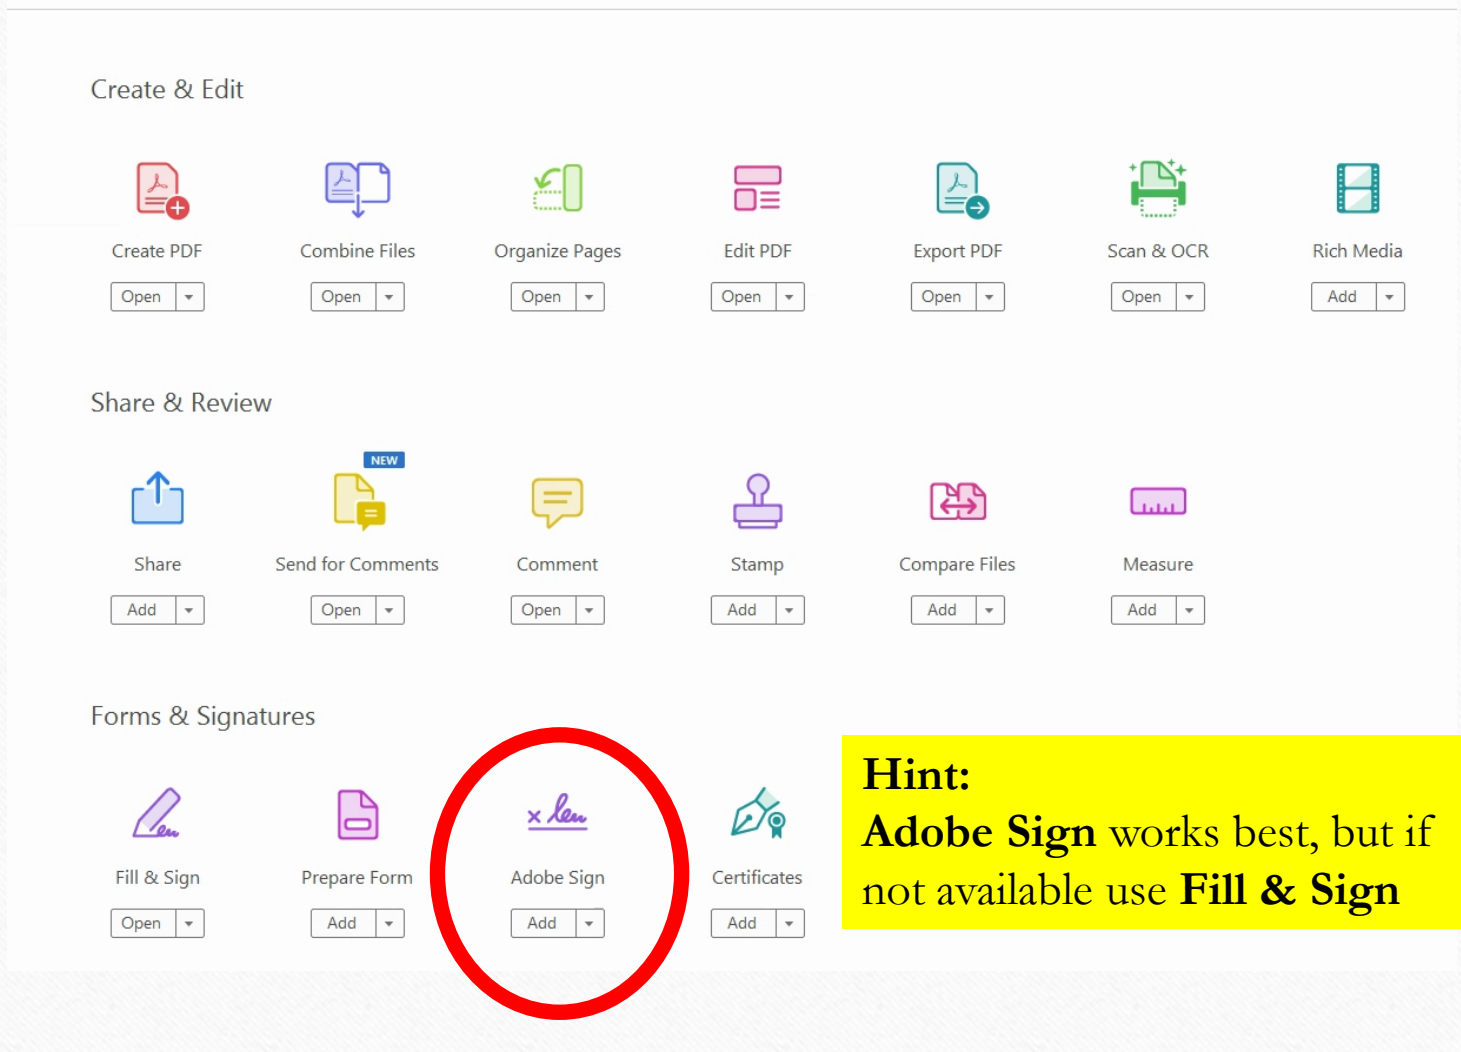 Create & Edit
Create PDF Combine Files Organize Pages Edit PDF Export PDF Scan & OCR Rich Media
Open Open Open Open Open Open Add
Share & Review
NEW
Share Send for Comments Comment Stamp Compare Files Measure
Add Open Open Add Add Add
Forms & Signatures
Fill & Sign Prepare Form Adobe Sign Certificates
Open Add Add Add
Hint:
Adobe Sign works best, but if
not available use Fill & Sign